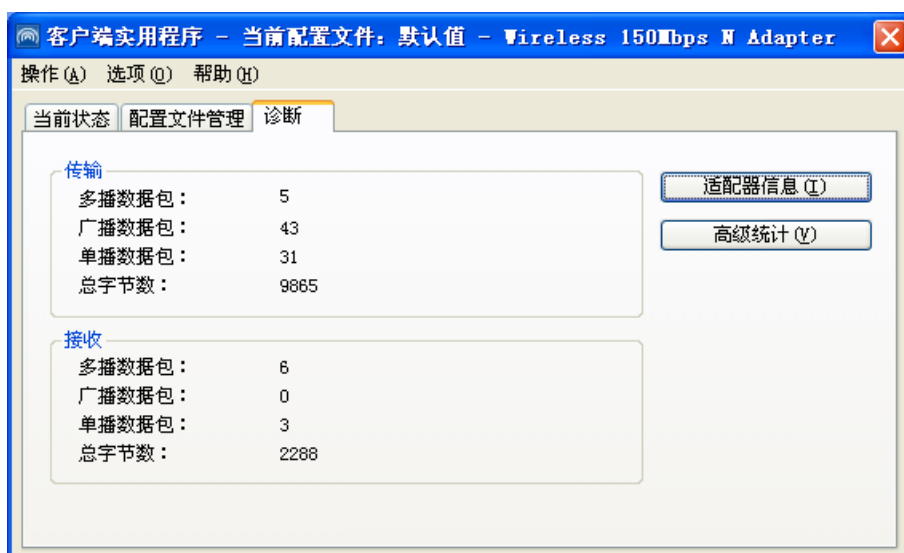 客户端实用程序 - 当前配置文件: 默认值 - Wireless 150Mbps N Adapter
操作(A) 选项(O) 帮助(H)
当前状态 配置文件管理 诊断
传输
多播数据包： 5
广播数据包： 43
单播数据包： 31
总字节数： 9865
适配器信息(I)
高级统计(V)
接收
多播数据包： 6
广播数据包： 0
单播数据包： 3
总字节数： 2288